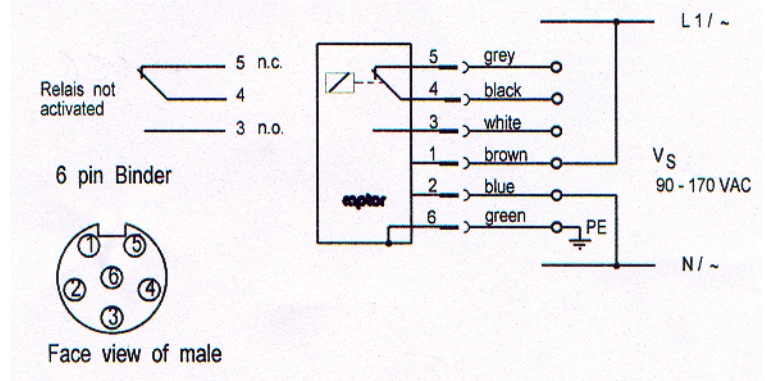 L1/~
5 n.c.
4
3 n.o.
Relais not
activated
6 pin Binder
5 grey
4 black
3 white
1 brown
2 blue
6 green
PE
raptor
VS
90 - 170 VAC
N/~
1 5
6
2 4
3
Face view of male